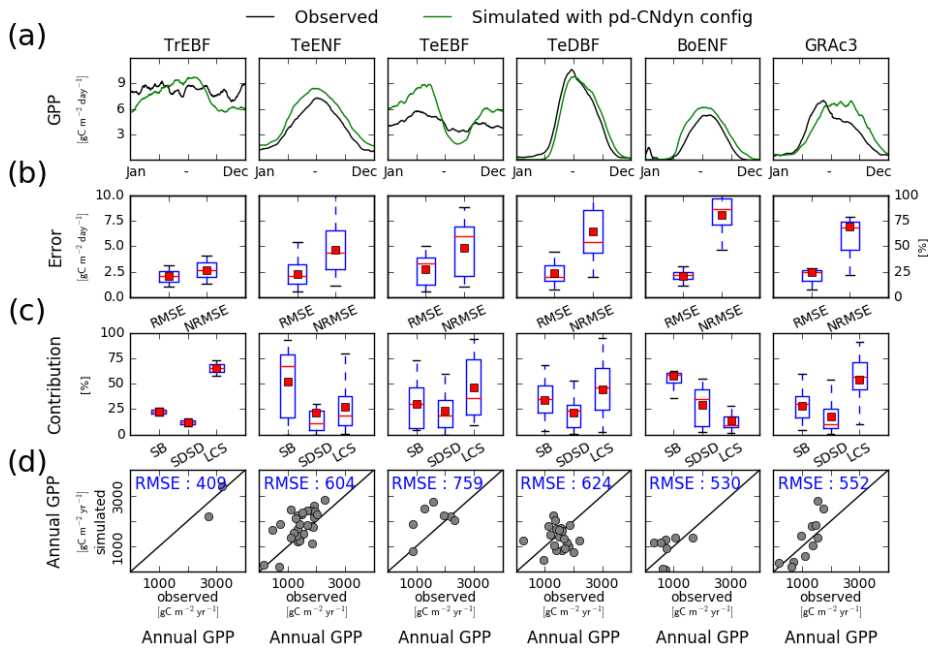 Observed Simulated with pd-CNdyn config
(a)
TrEBF TeENF TeEBF TeDBF BoENF GRAc3
GPP
[gC m⁻² day⁻¹]
9
6
3
Jan - Dec Jan - Dec Jan - Dec Jan - Dec Jan - Dec Jan - Dec
(b)
Error
[gC m⁻² day⁻¹]
10.0
7.5
5.0
2.5
0.0
100
75
50
25
0
[%]
RMSE NRMSE RMSE NRMSE RMSE NRMSE RMSE NRMSE RMSE NRMSE RMSE NRMSE
(c)
Contribution
[%]
100
75
50
25
0
SB SDSD LCS SB SDSD LCS SB SDSD LCS SB SDSD LCS SB SDSD LCS SB SDSD LCS
(d)
Annual GPP
[gC m⁻² yr⁻¹]
simulated
3000
1000
RMSE : 409 RMSE : 604 RMSE : 759 RMSE : 624 RMSE : 530 RMSE : 552
1000 3000 1000 3000 1000 3000 1000 3000 1000 3000 1000 3000
observed observed observed observed observed observed
[gC m⁻² yr⁻¹] [gC m⁻² yr⁻¹] [gC m⁻² yr⁻¹] [gC m⁻² yr⁻¹] [gC m⁻² yr⁻¹] [gC m⁻² yr⁻¹]
Annual GPP Annual GPP Annual GPP Annual GPP Annual GPP Annual GPP